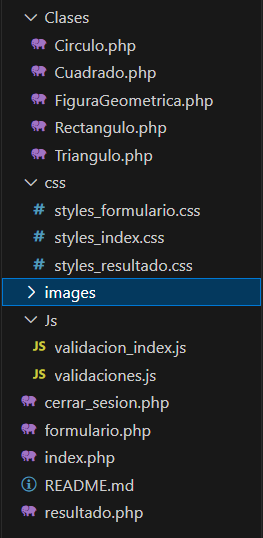 Clases
Circulo.php
Cuadrado.php
FiguraGeometrica.php
Rectangulo.php
Triangulo.php
css
# styles_formulario.css
# styles_index.css
# styles_resultado.css
images
Js
JS validacion_index.js
JS validaciones.js
cerrar_sesion.php
formulario.php
index.php
README.md
resultado.php